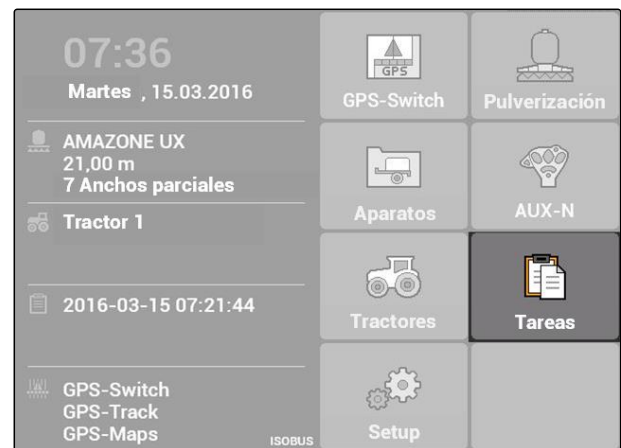 07:36
Martes , 15.03.2016
AMAZONE UX
21,00 m
7 Anchos parciales
Tractor 1
2016-03-15 07:21:44
GPS-Switch
GPS-Track
GPS-Maps
ISOBUS
GPS
GPS-Switch
Pulverización
Aparatos
AUX-N
Tractores
Tareas
Setup